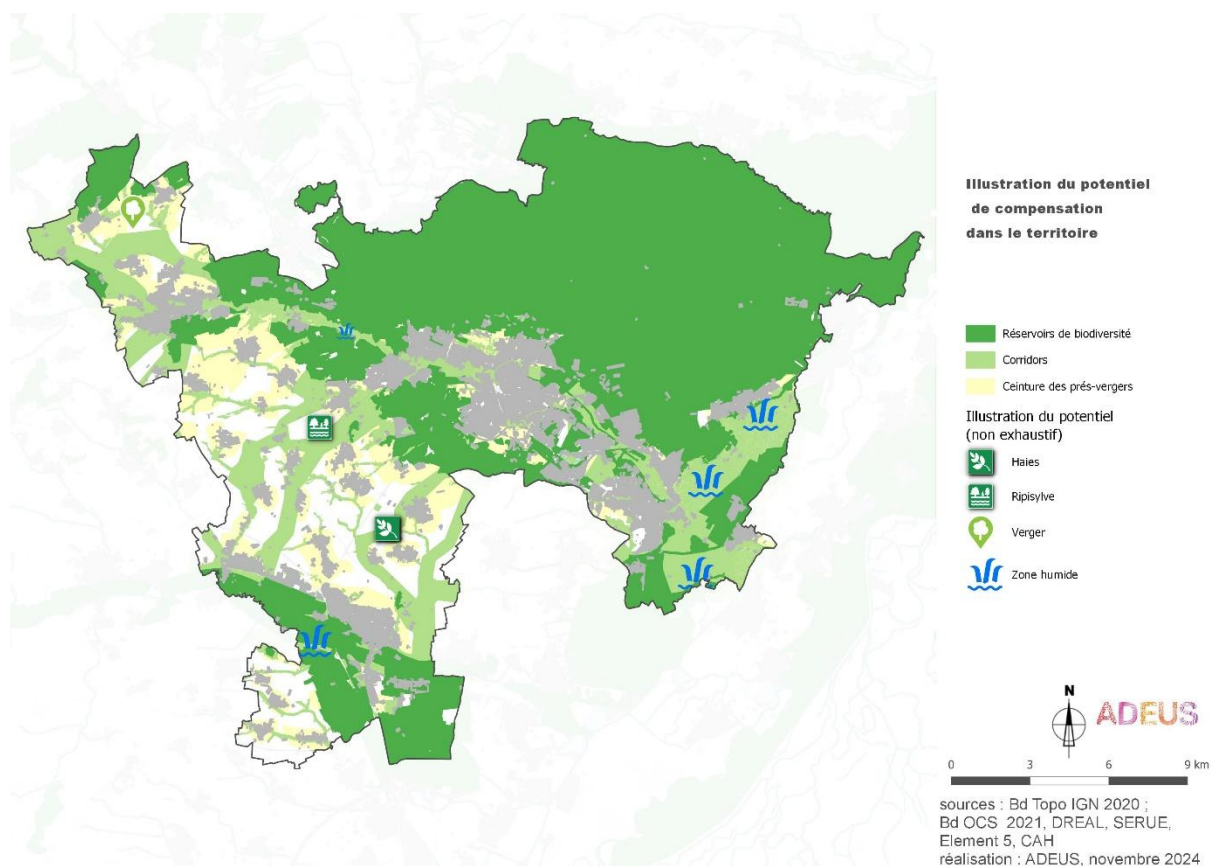 Illustration du potentiel
de compensation
dans le territoire
Réservoirs de biodiversité
Corridors
Ceinture des prés-vergers
Illustration du potentiel
(non exhaustif)
Haies
Ripisylve
Verger
Zone humide
N
ADEUS
0 3 6 9 km
sources : Bd Topo IGN 2020 ;
Bd OCS 2021, DREAL, SERUE,
Element 5, CAH
réalisation : ADEUS, novembre 2024